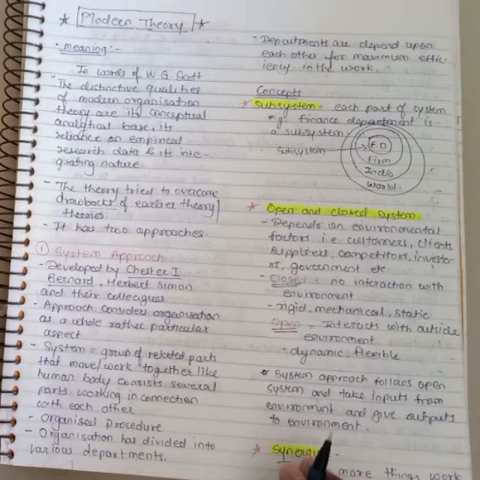 * Modern Theory *
• meaning:-
In words of W.G Scott
"The distinctive qualities
of modern organisation
theory are its conceptual
analytical base, its
reliance on empirical
research data & its inte-
grating nature.
- The theory tried to overcome
drawbacks of earlier theory
theories
- It has two approaches.
① System Approach
- Developed by Chester I.
Bernard, Herbert Simon
and their colleagues
- Approach considers organisation
as a whole rather particular
aspect
- System = group of related parts
that move/work together like
human body consists several
parts working in connection
with each other
- Organised Procedure
- Organisation has divided into
various departments.
- Departments are depend upon
each other for maximum effic-
iency in the work.
Concepts
* Subsystem = each part of system
eg. Finance department is
a subsystem
Subsystem
FD
Firm
India
World
* Open and closed system
- Depends on environmental
factors i.e customers, clients
suppliers, competitors, investo-
rs, government etc
- Closed = no interaction with
environment
- rigid, mechanical, static
Open = Interacts with outside
environment
- dynamic, flexible
• System approach follows open
system and take inputs from
environment and give outputs
to environment.
* Synergy -
more things work